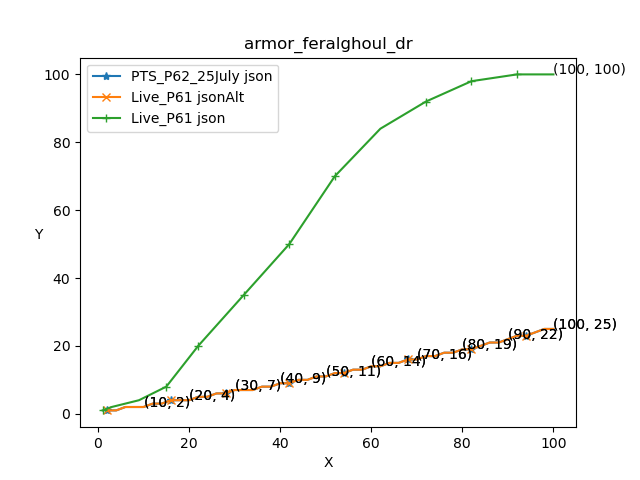 armor_feralghoul_dr
PTS_P62_25July json
Live_P61 jsonAlt
Live_P61 json
(100, 100)
(100, 25)
(90, 22)
(80, 19)
(70, 16)
(60, 14)
(50, 11)
(40, 9)
(30, 7)
(20, 4)
(10, 2)
Y
100
80
60
40
20
0
0 20 40 60 80 100
X